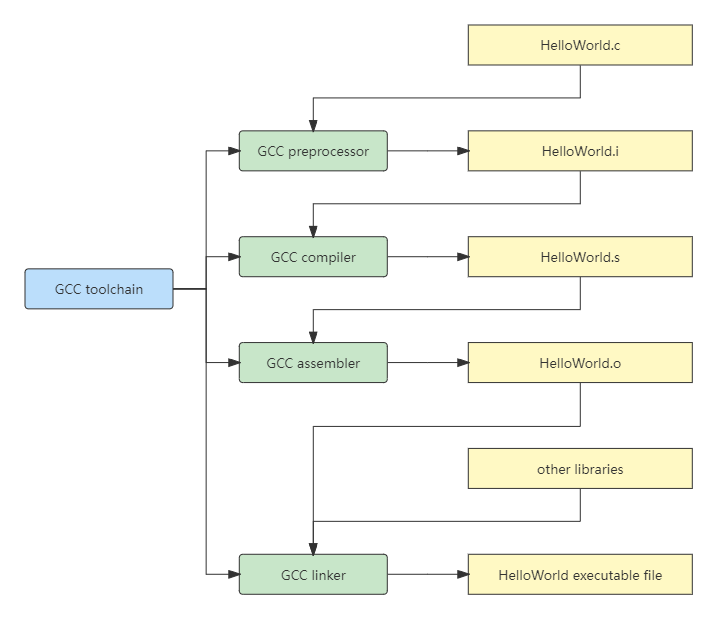 HelloWorld.c
GCC preprocessor
HelloWorld.i
GCC compiler
HelloWorld.s
GCC toolchain
GCC assembler
HelloWorld.o
other libraries
GCC linker
HelloWorld executable file